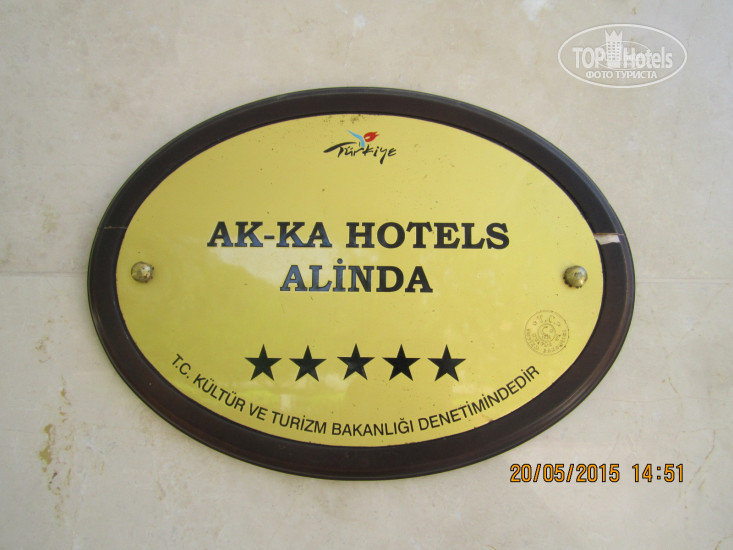 TOP Hotels
ФОТО ТУРИСТА
Türkiye
AK-KA HOTELS
ALİNDA
T.C. KÜLTÜR VE TURİZM BAKANLIĞI DENETİMİNDEDİR
20/05/2015 14:51